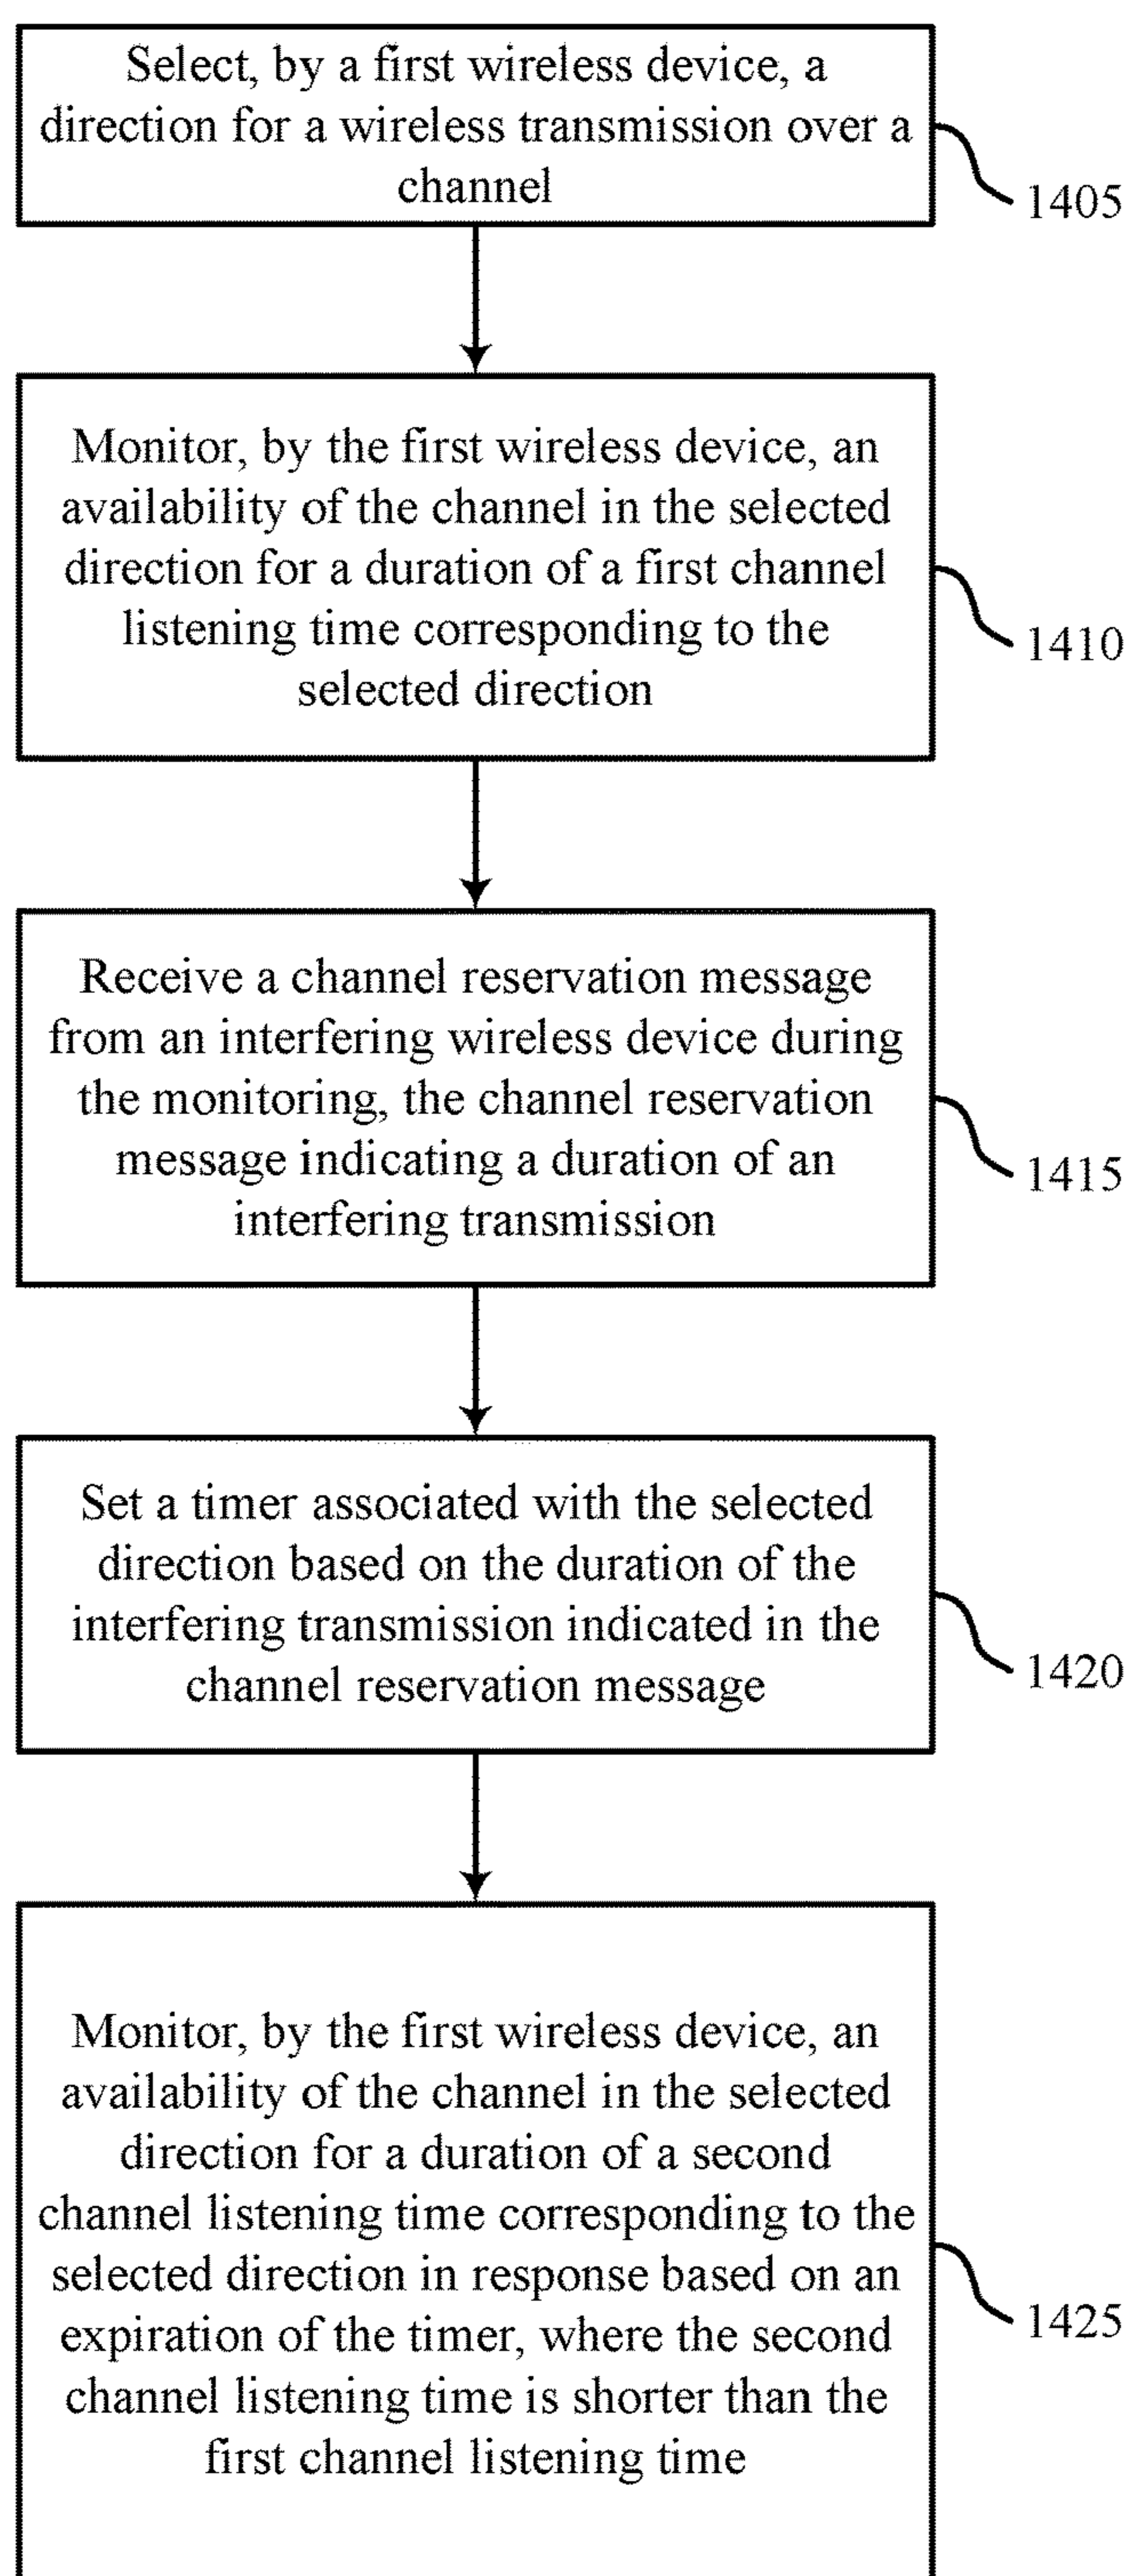 Select, by a first wireless device, a
direction for a wireless transmission over a
channel
1405
Monitor, by the first wireless device, an
availability of the channel in the selected
direction for a duration of a first channel
listening time corresponding to the
selected direction
1410
Receive a channel reservation message
from an interfering wireless device during
the monitoring, the channel reservation
message indicating a duration of an
interfering transmission
1415
Set a timer associated with the selected
direction based on the duration of the
interfering transmission indicated in the
channel reservation message
1420
Monitor, by the first wireless device, an
availability of the channel in the selected
direction for a duration of a second
channel listening time corresponding to the
selected direction in response based on an
expiration of the timer, where the second
channel listening time is shorter than the
first channel listening time
1425